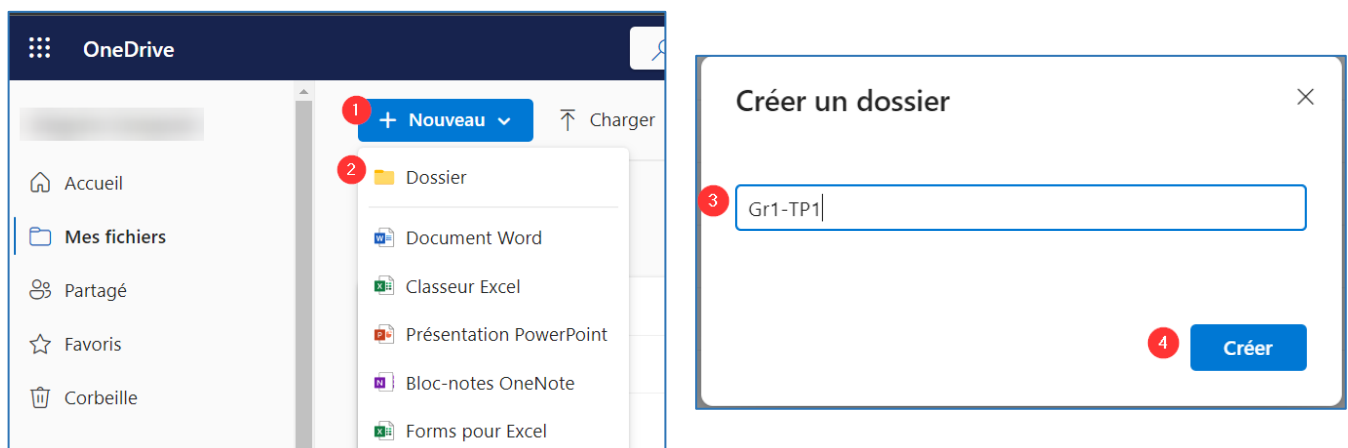 OneDrive
1 + Nouveau
Charger
2 Dossier
Accueil
Mes fichiers
Partagé
Favoris
Corbeille
Document Word
Classeur Excel
Présentation PowerPoint
Bloc-notes OneNote
Forms pour Excel
Créer un dossier
3 Gr1-TP1
4 Créer